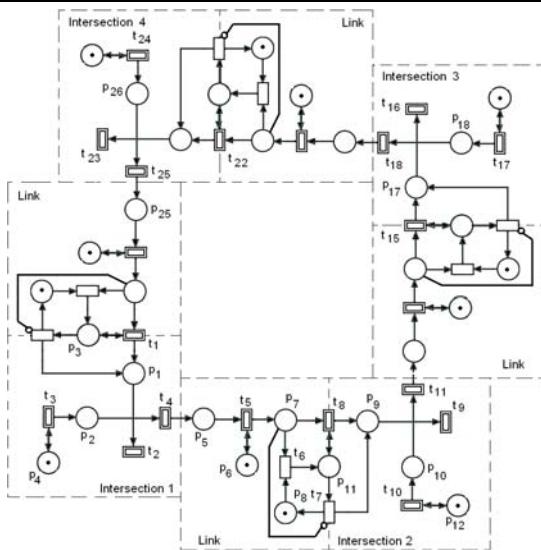 Intersection 4
Link
t24
p26
t23
t22
t25
Intersection 3
t16
p18
t18
t17
p17
t15
Link
Link
p25
t1
p3
p1
t3
t4
p2
t2
p4
Intersection 1
t11
p7
t5
t8
p9
t9
p5
p6
t6
p11
p8
t7
p10
t10
p12
Link
Intersection 2